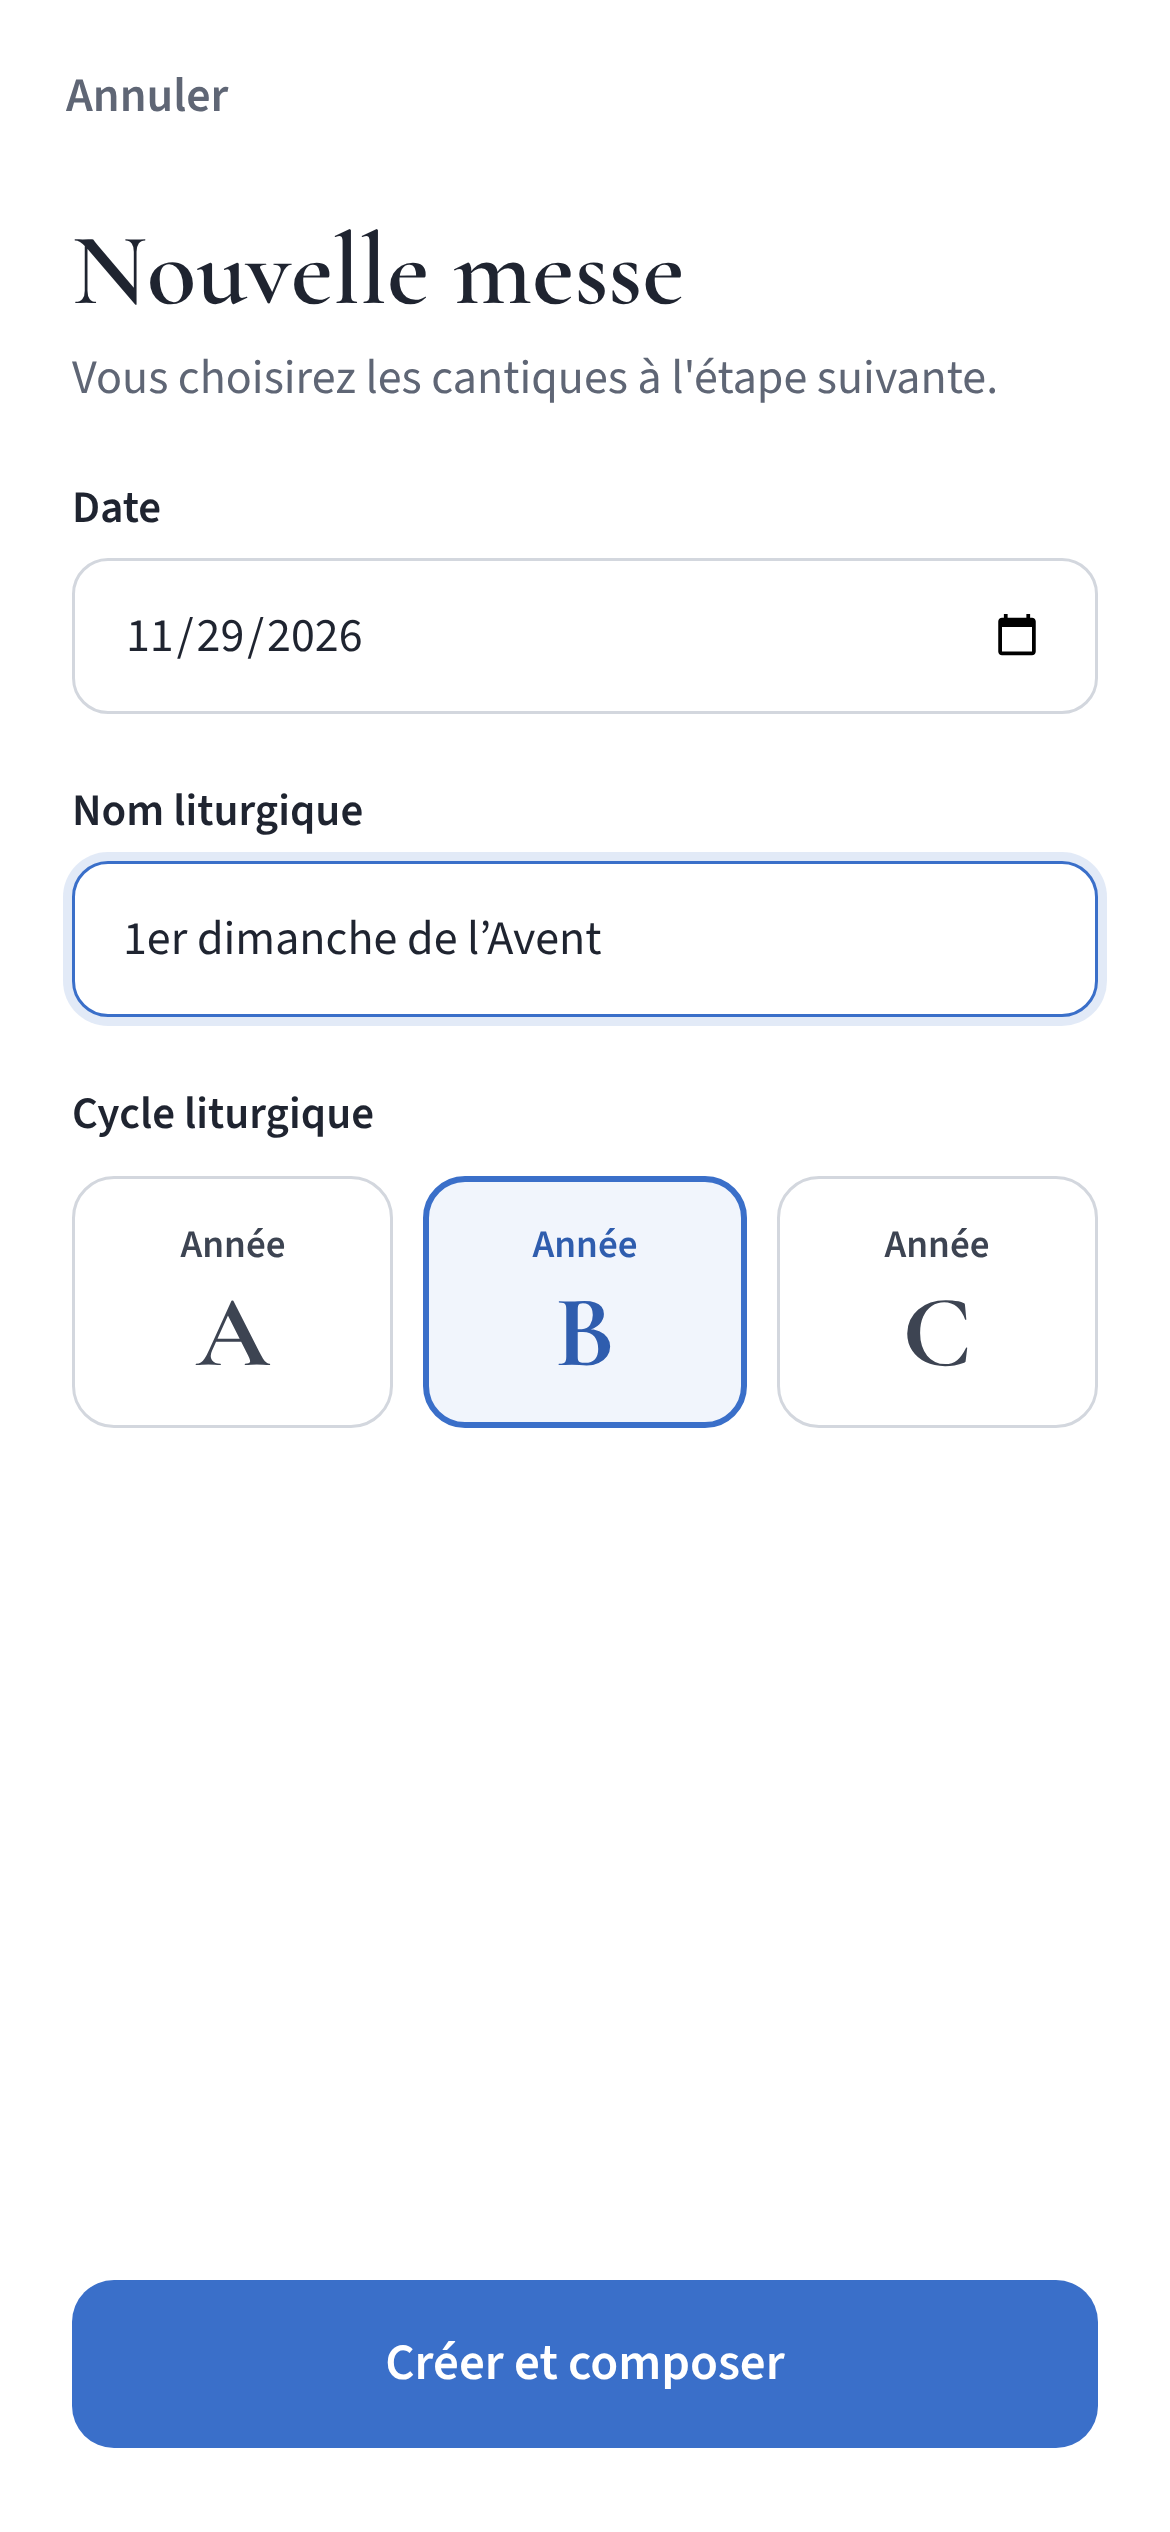 Annuler
Nouvelle messe
Vous choisirez les cantiques à l'étape suivante.
Date
11/29/2026
Nom liturgique
1er dimanche de l’Avent
Cycle liturgique
Année Année Année
A B C
Créer et composer